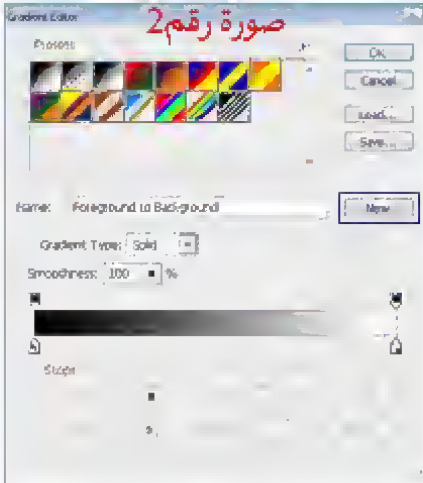 Gradient Editor
صورة رقم2
Presets
OK
Cancel
Load...
Save...
Name: Foreground to Background
New
Gradient Type: Solid
Smoothness: 100 %
Stops